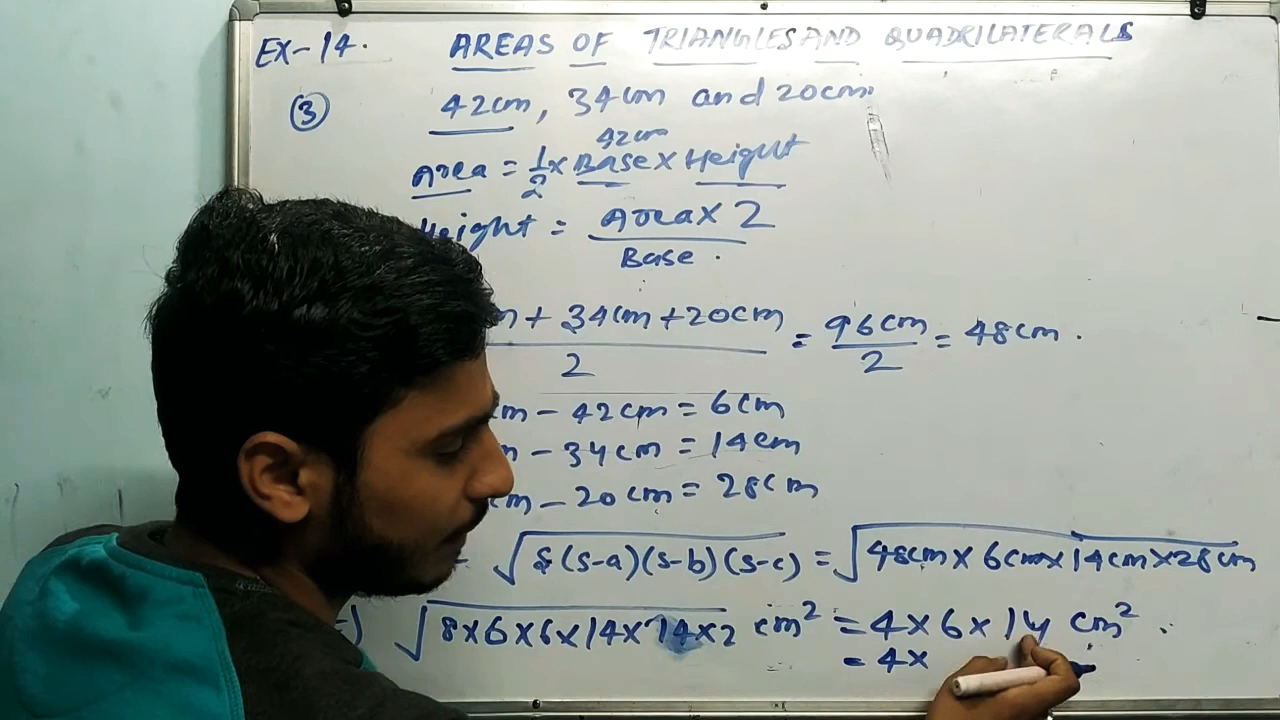 EX-14. AREAS OF TRIANGLES AND QUADRILATERALS
③ 42cm, 34cm and 20cm.
42cm
Area = 1/2 × Base × Height
Height = Area × 2 / Base.
m + 34cm + 20cm / 2 = 96cm / 2 = 48cm.
cm - 42cm = 6cm
m - 34cm = 14cm
cm - 20cm = 28cm
= √s(s-a)(s-b)(s-c) = √48cm × 6cm × 14cm × 28cm
=) √8×6×6×14×14×2 cm² = 4×6×14 cm².
= 4×